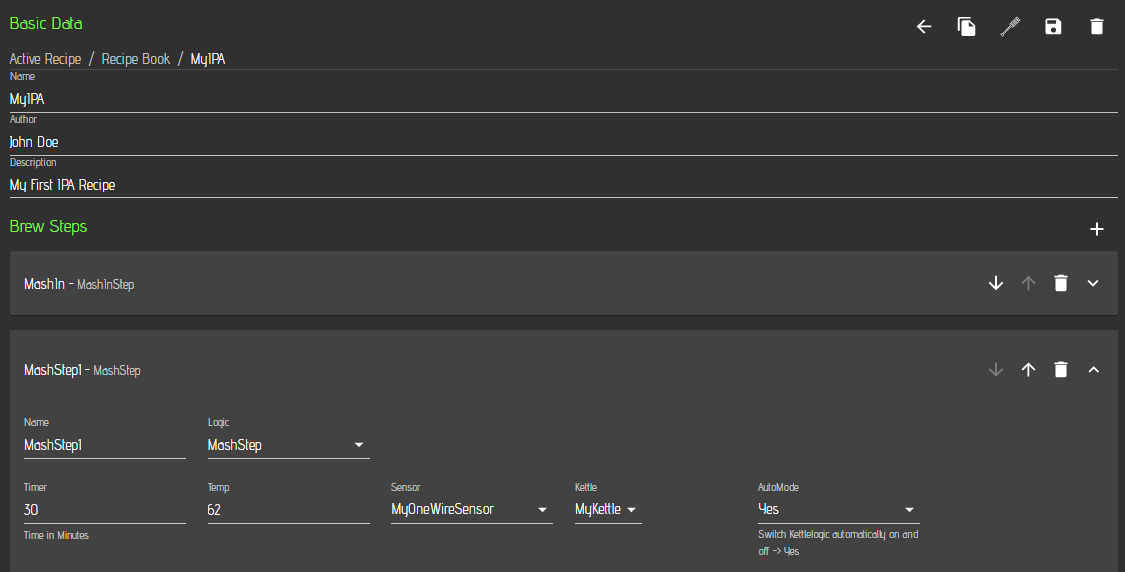 Basic Data
Active Recipe / Recipe Book / MyIPA
Name
MyIPA
Author
John Doe
Description
My First IPA Recipe
Brew Steps
MashIn - MashInStep
MashStep1 - MashStep
Name Logic
MashStep1 MashStep
Timer Temp Sensor Kettle AutoMode
30 62 MyOneWireSensor MyKettle Yes
Time in Minutes Switch Kettlelogic automatically on and
off -> Yes